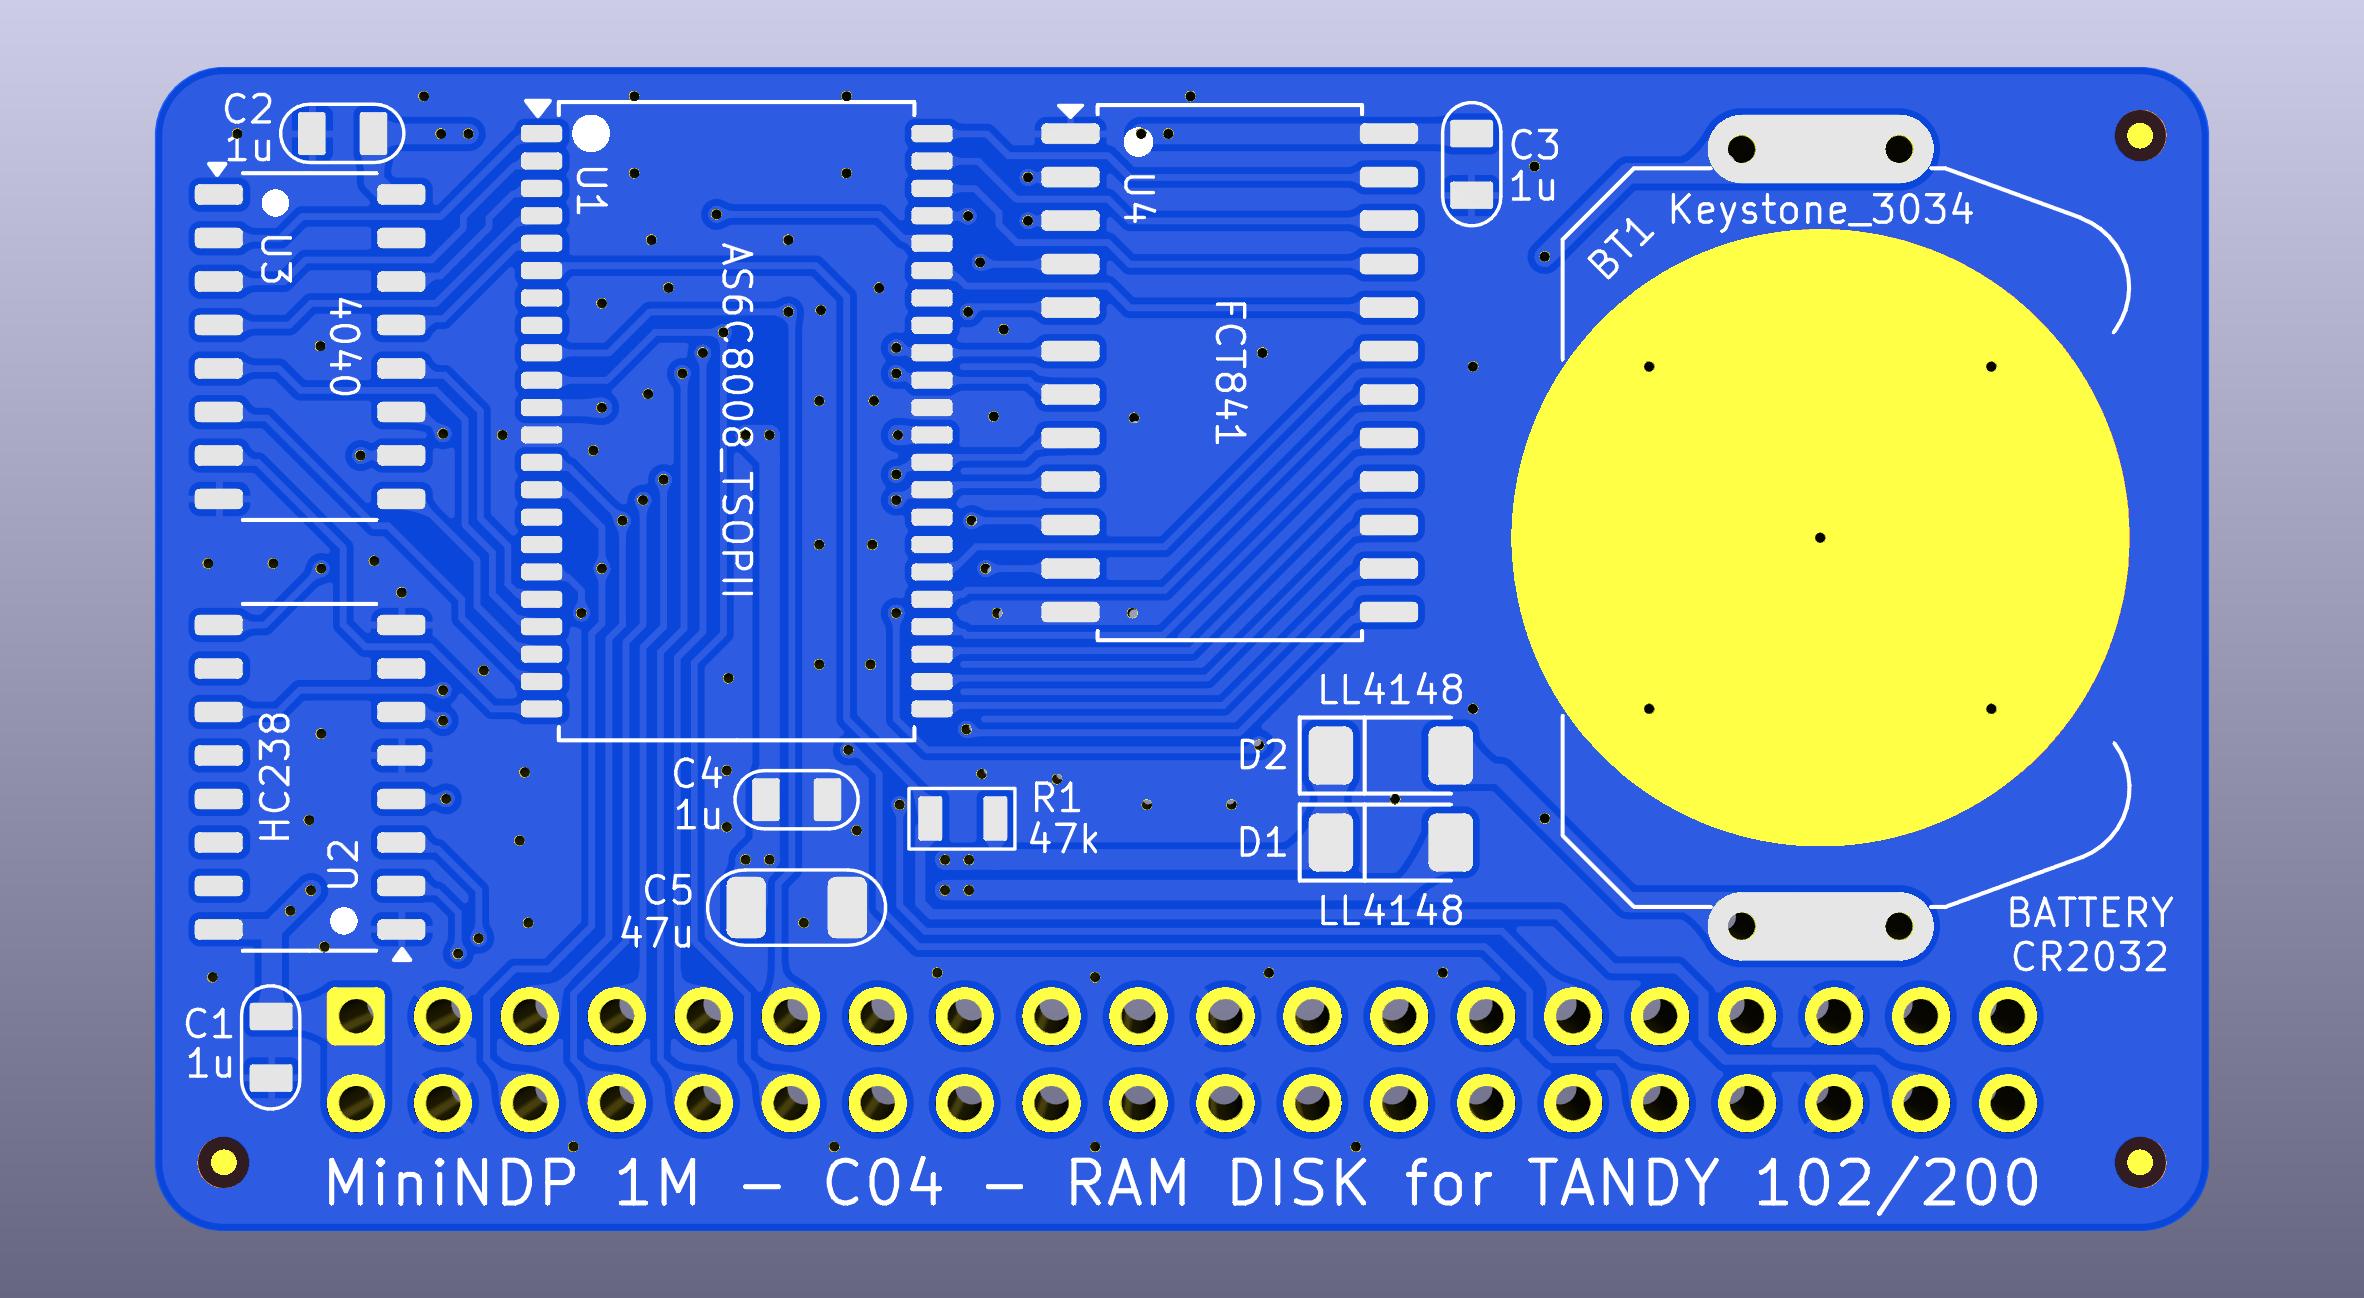 C2
1u
U3
4040
U1
AS6C8008_TSOPII
U4
FCT841
C3
1u
Keystone_3034
BT1
HC238
U2
C4
1u
C5
47u
R1
47k
LL4148
D2
D1
LL4148
BATTERY
CR2032
C1
1u
MiniNDP 1M - C04 - RAM DISK for TANDY 102/200